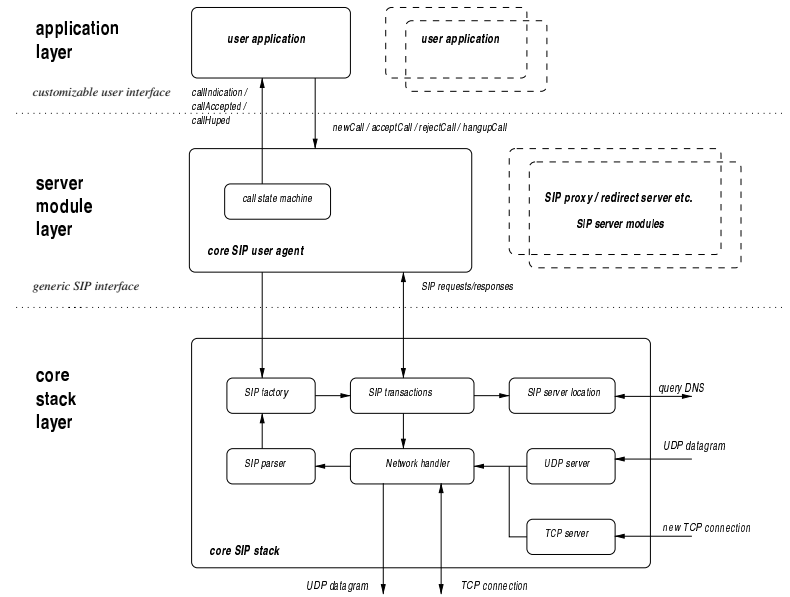 application
layer
user application
user application
customizable user interface
callIndication /
callAccepted /
callHuped
newCall / acceptCall / rejectCall / hangupCall
server
module
layer
call state machine
core SIP user agent
SIP proxy / redirect server etc.
SIP server modules
generic SIP interface
SIP requests/responses
core
stack
layer
SIP factory
SIP transactions
SIP server location
query DNS
SIP parser
Network handler
UDP server
UDP datagram
TCP server
new TCP connection
core SIP stack
UDP datagram
TCP connection